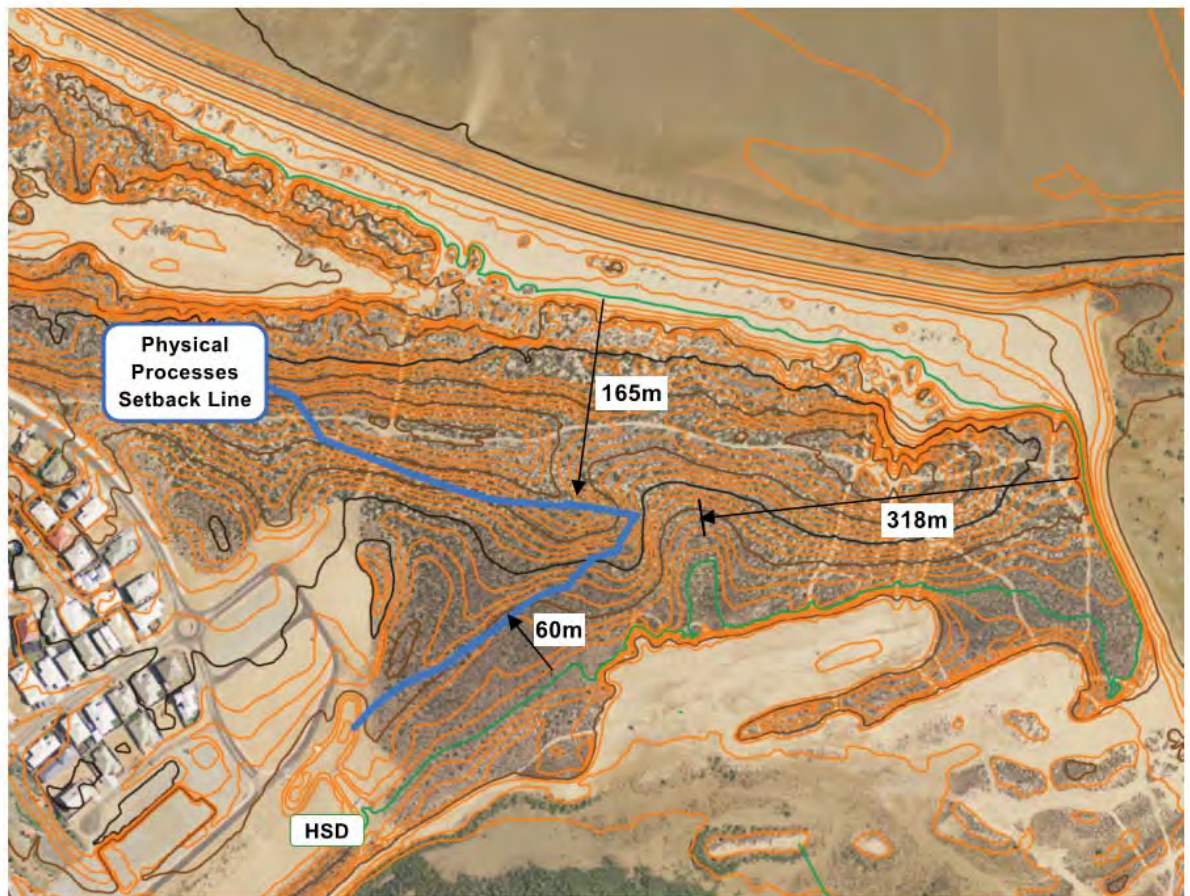 Physical
Processes
Setback Line
165m
318m
60m
HSD